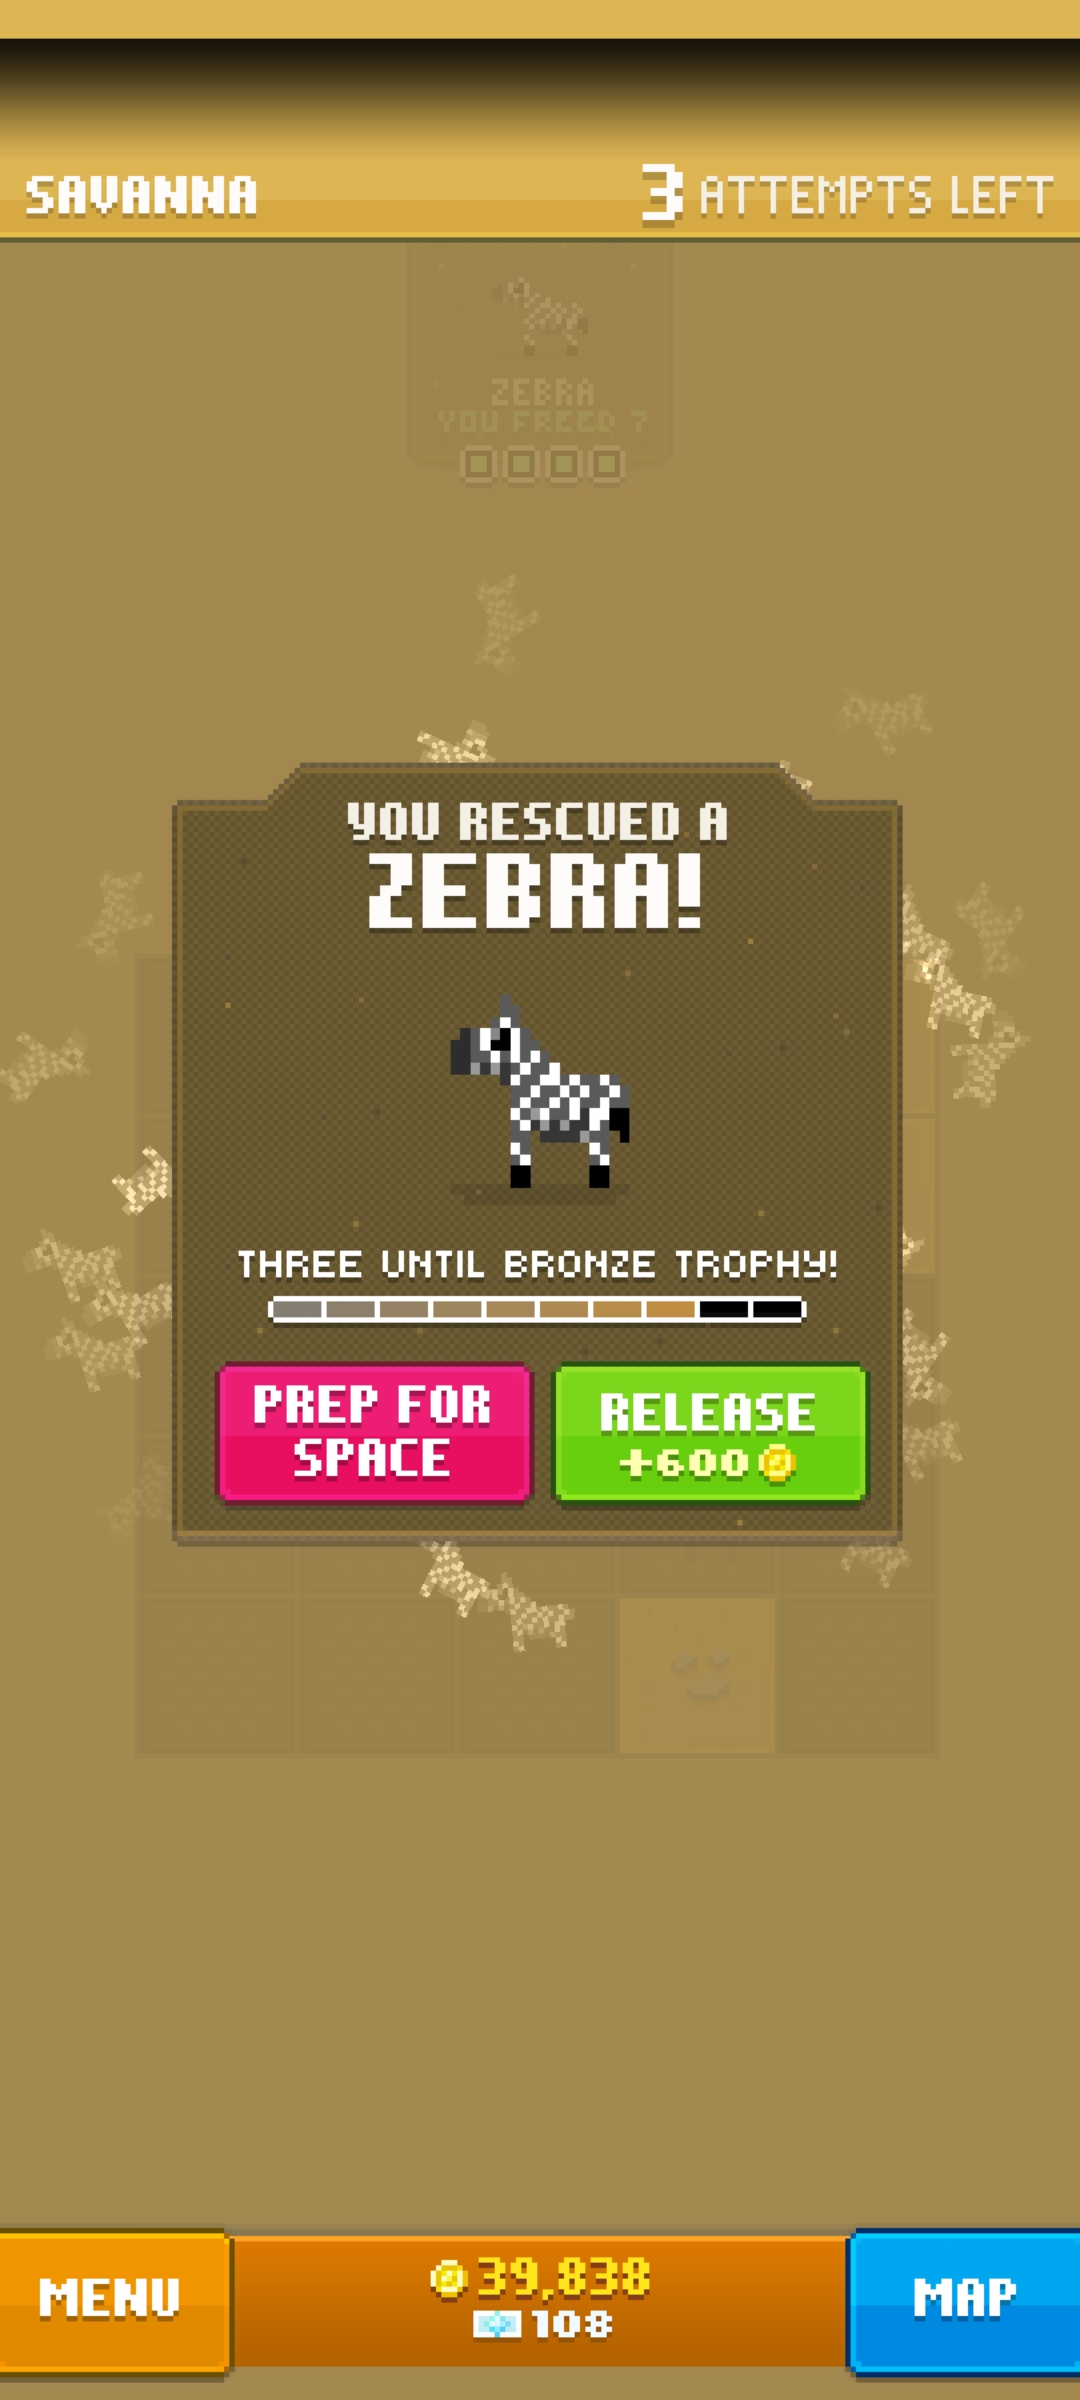 SAVANNA
3 ATTEMPTS LEFT
ZEBRA
YOU FREED 7
YOU RESCUED A
ZEBRA!
THREE UNTIL BRONZE TROPHY!
PREP FOR
SPACE
RELEASE
+600
MENU
39,838
108
MAP